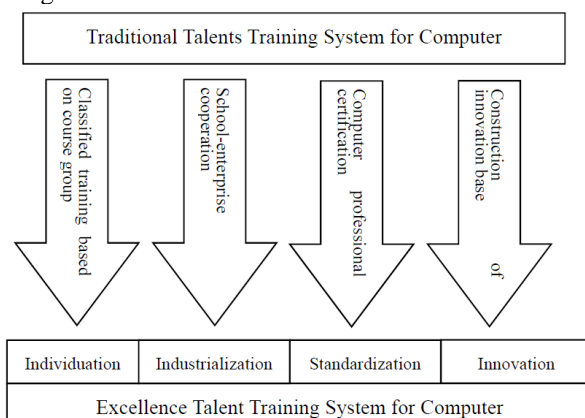 Traditional Talents Training System for Computer
Classified training based
on course group
School-enterprise
cooperation
Computer professional
certification
Construction of
innovation base
Individuation
Industrialization
Standardization
Innovation
Excellence Talent Training System for Computer